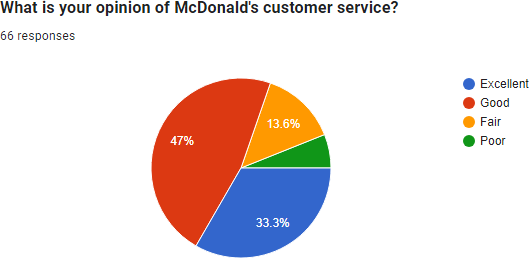 What is your opinion of McDonald's customer service?
66 responses
Excellent
Good
Fair
Poor
13.6%
47%
33.3%